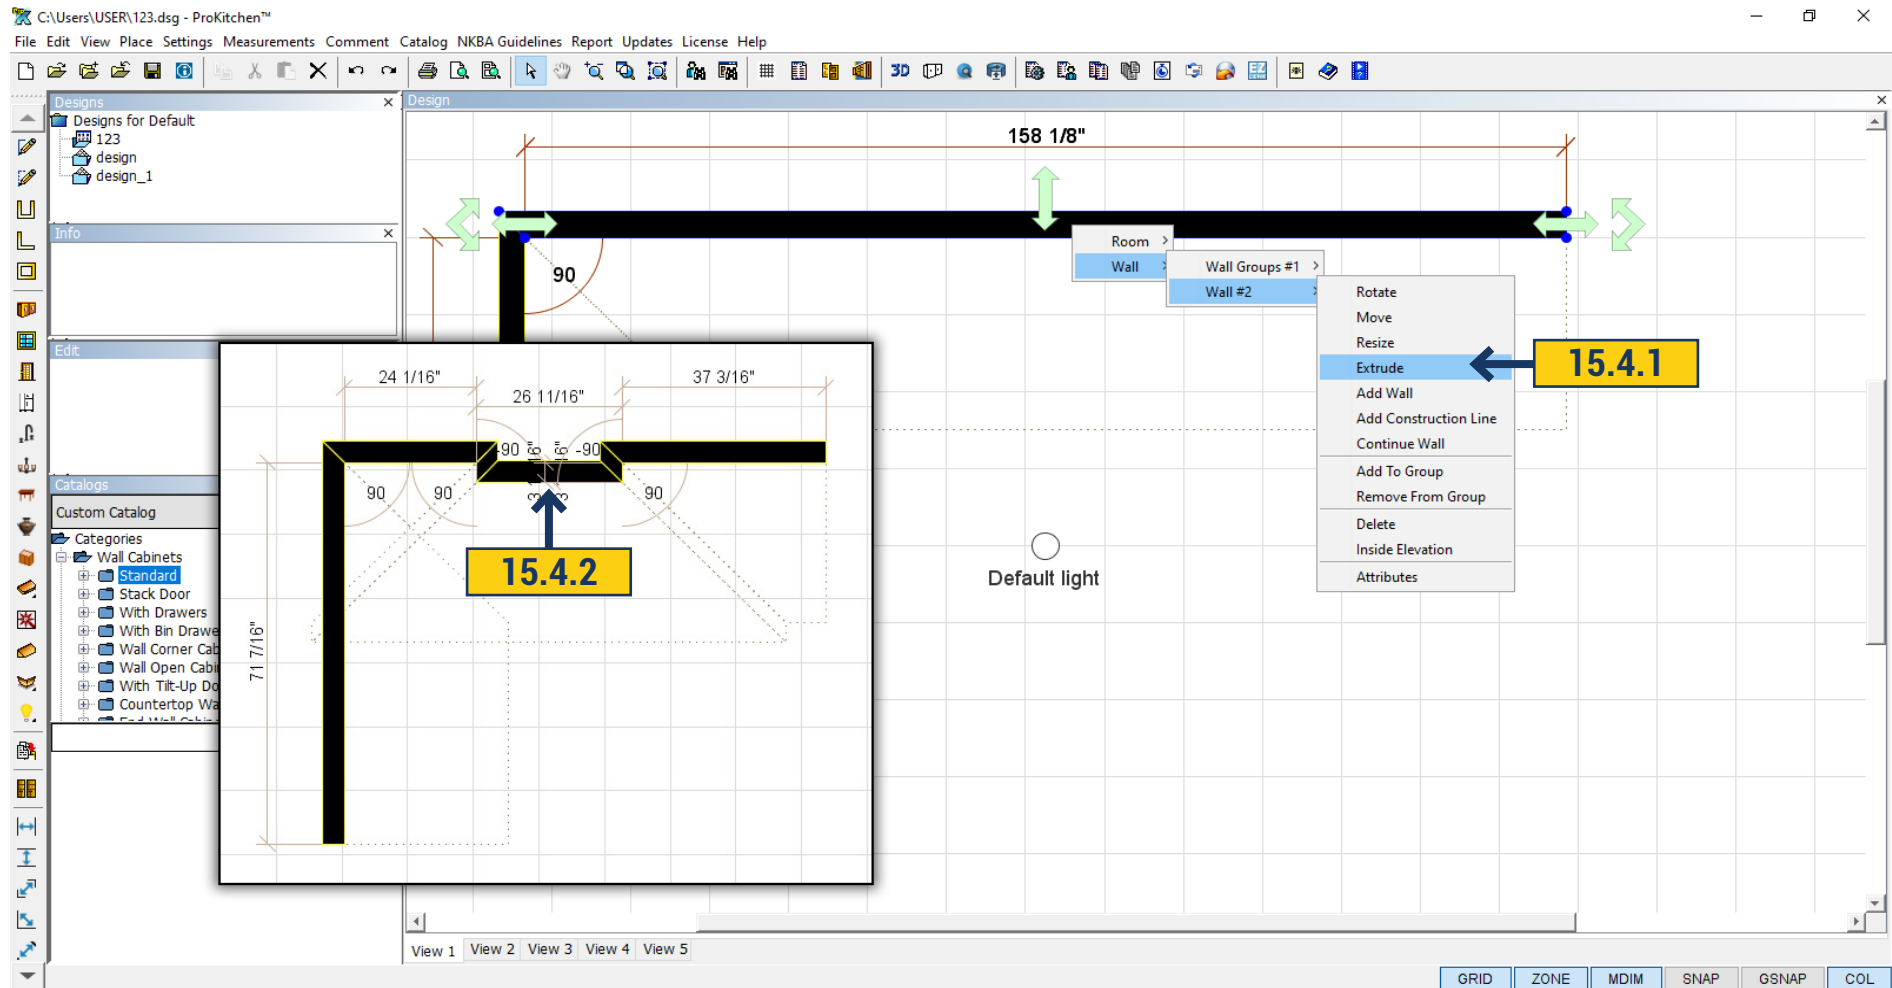 C:\Users\USER\123.dsg - ProKitchen™
File Edit View Place Settings Measurements Comment Catalog NKBA Guidelines Report Updates License Help
3D
Designs
Designs for Default
123
design
design_1
Info
Edit
Catalogs
Custom Catalog
Categories
Wall Cabinets
Standard
Stack Door
With Drawers
With Bin Drawe
Wall Corner Cab
Wall Open Cabi
With Tilt-Up Do
Countertop Wa
Design
158 1/8"
90
Room
Wall
Wall Groups #1
Wall #2
Rotate
Move
Resize
Extrude
Add Wall
Add Construction Line
Continue Wall
Add To Group
Remove From Group
Delete
Inside Elevation
Attributes
15.4.1
24 1/16"
26 11/16"
37 3/16"
-90
-90
90
90
90
71 7/16"
15.4.2
Default light
View 1 View 2 View 3 View 4 View 5
GRID ZONE MDIM SNAP GSNAP COL